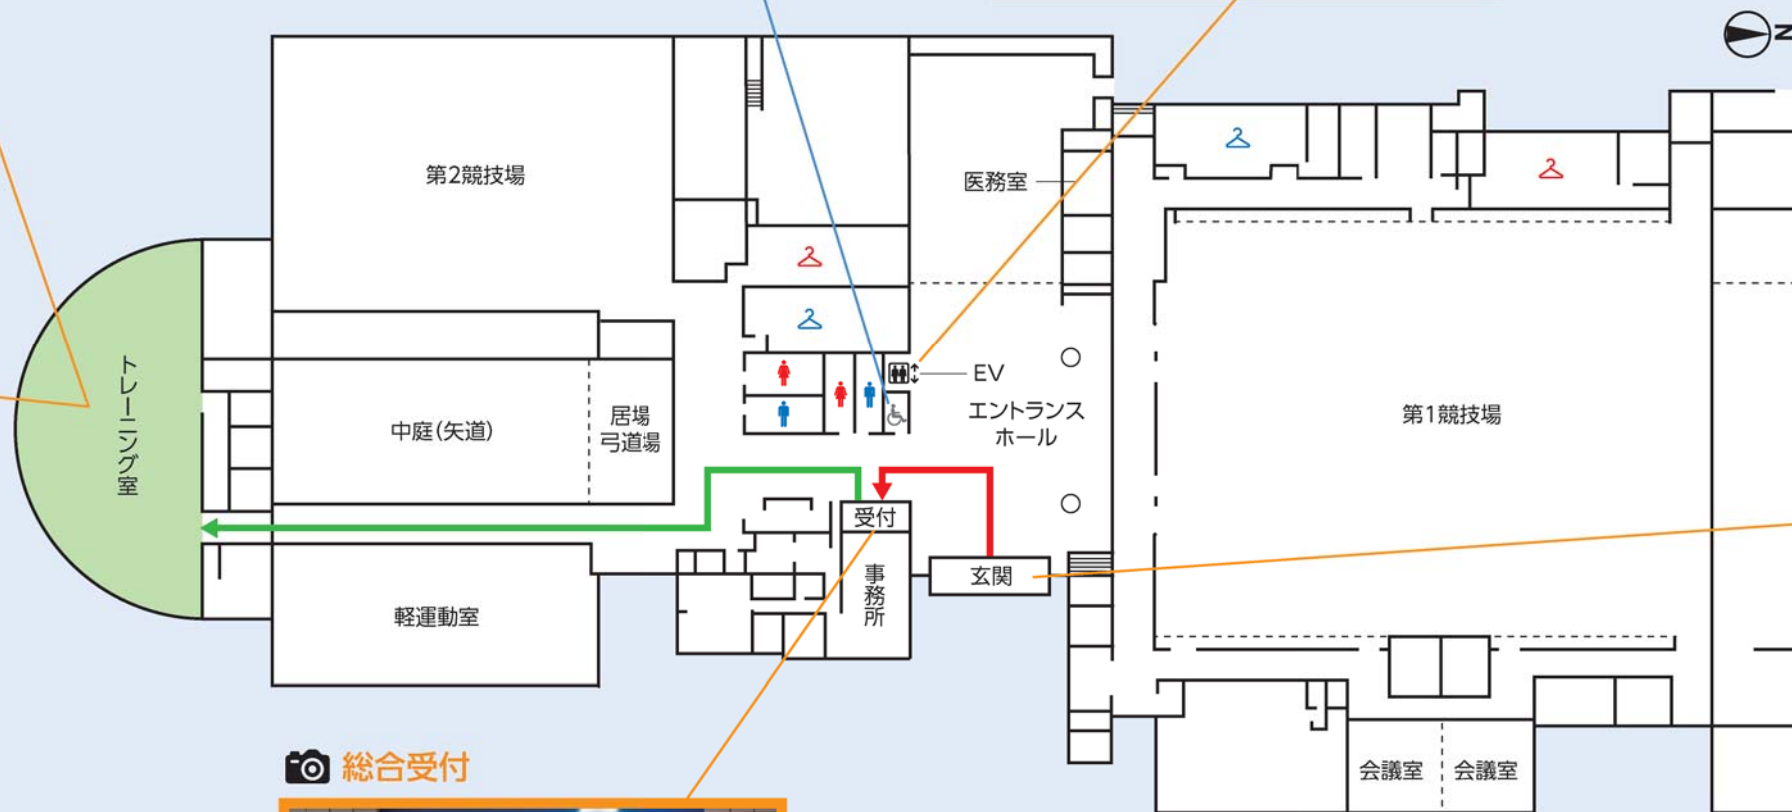 N
第2競技場
医務室
トレーニング室
中庭(矢道)
居場
弓道場
EV
エントランス
ホール
第1競技場
受付
事務所
玄関
軽運動室
総合受付
会議室
会議室